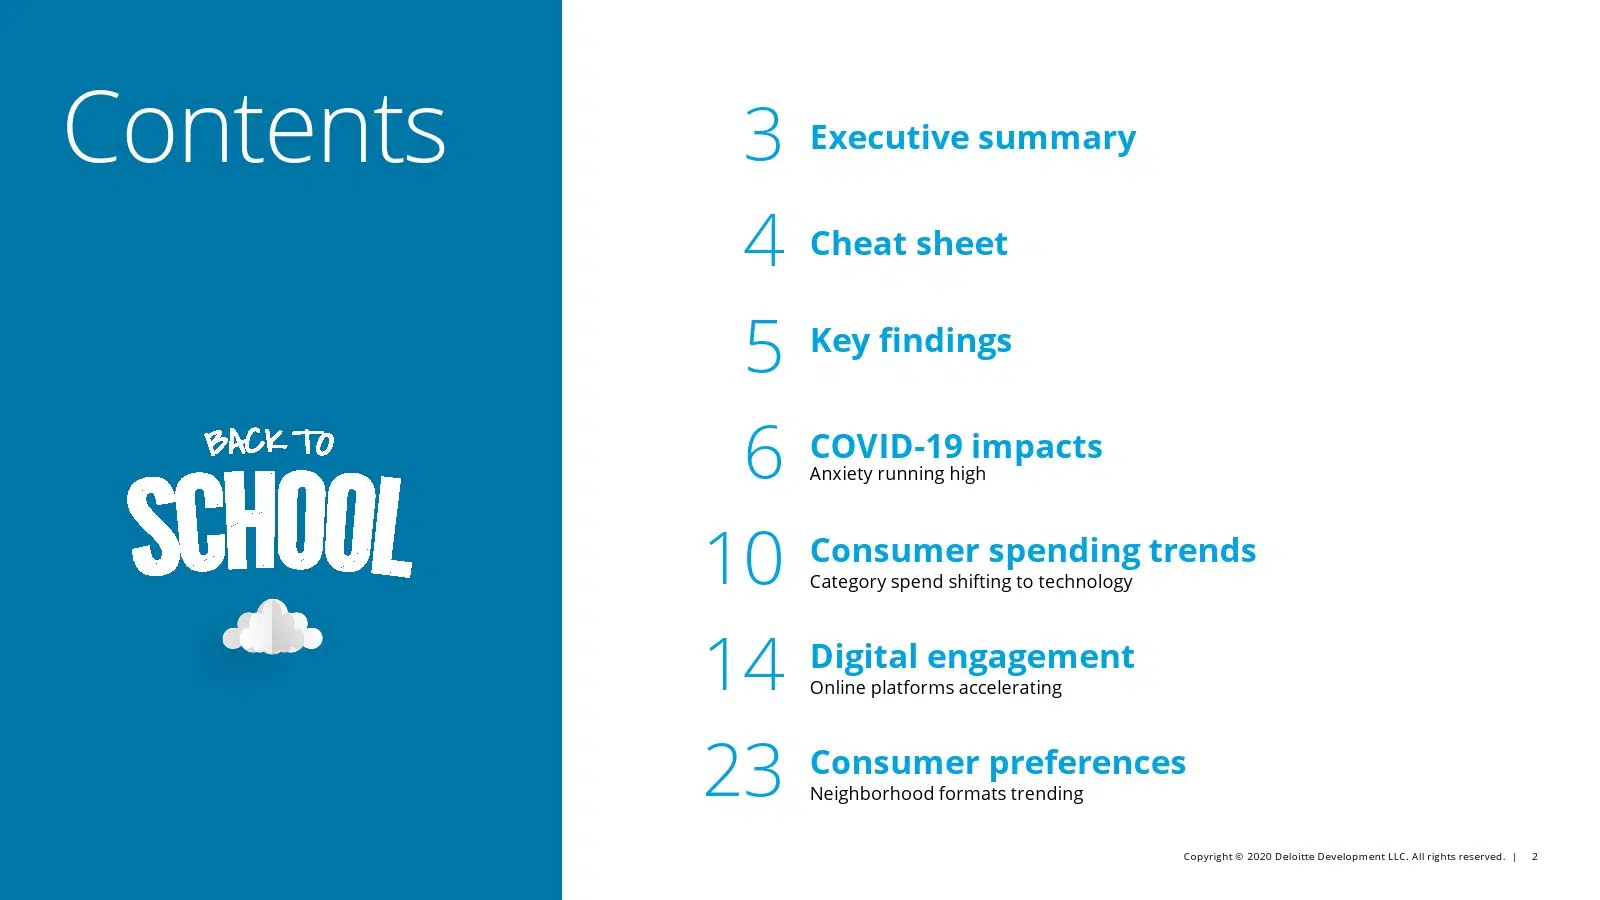 Contents
BACK TO
SCHOOL
3 Executive summary
4 Cheat sheet
5 Key findings
6 COVID-19 impacts
Anxiety running high
10 Consumer spending trends
Category spend shifting to technology
14 Digital engagement
Online platforms accelerating
23 Consumer preferences
Neighborhood formats trending
Copyright © 2020 Deloitte Development LLC. All rights reserved. | 2